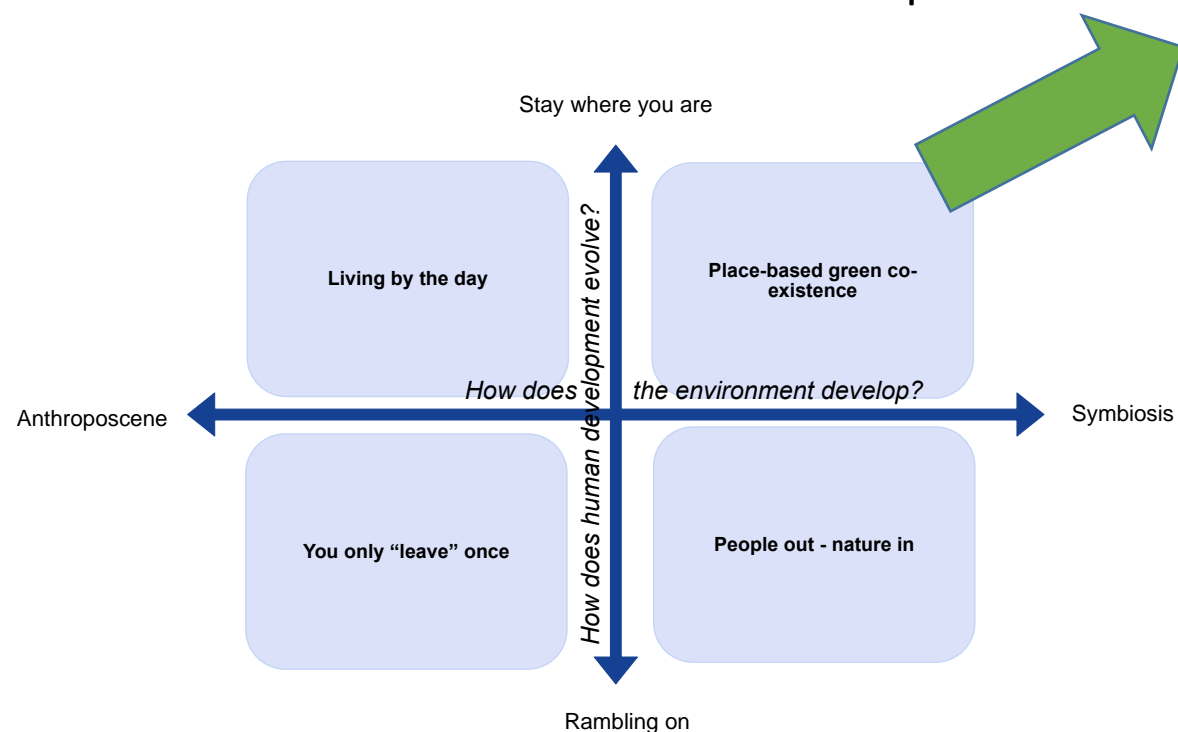 Stay where you are
Living by the day
Place-based green co-
existence
How does human development evolve?
How does the environment develop?
Anthroposcene
Symbiosis
You only “leave” once
People out - nature in
Rambling on